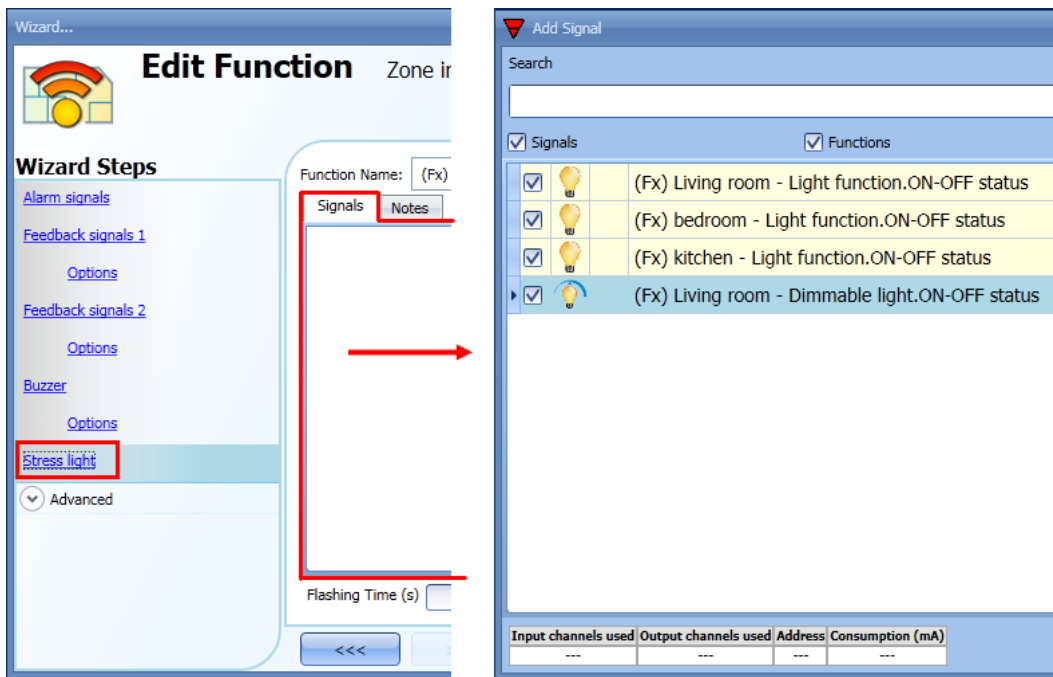 Wizard...
Edit Function Zone in
Wizard Steps
Alarm signals
Feedback signals 1
Options
Feedback signals 2
Options
Buzzer
Options
Stress light
Advanced
Function Name: (Fx)
Signals Notes
Flashing Time (s)
<<<
Add Signal
Search
Signals Functions
(Fx) Living room - Light function.ON-OFF status
(Fx) bedroom - Light function.ON-OFF status
(Fx) kitchen - Light function.ON-OFF status
(Fx) Living room - Dimmable light.ON-OFF status
Input channels used Output channels used Address Consumption (mA)
--- --- --- ---